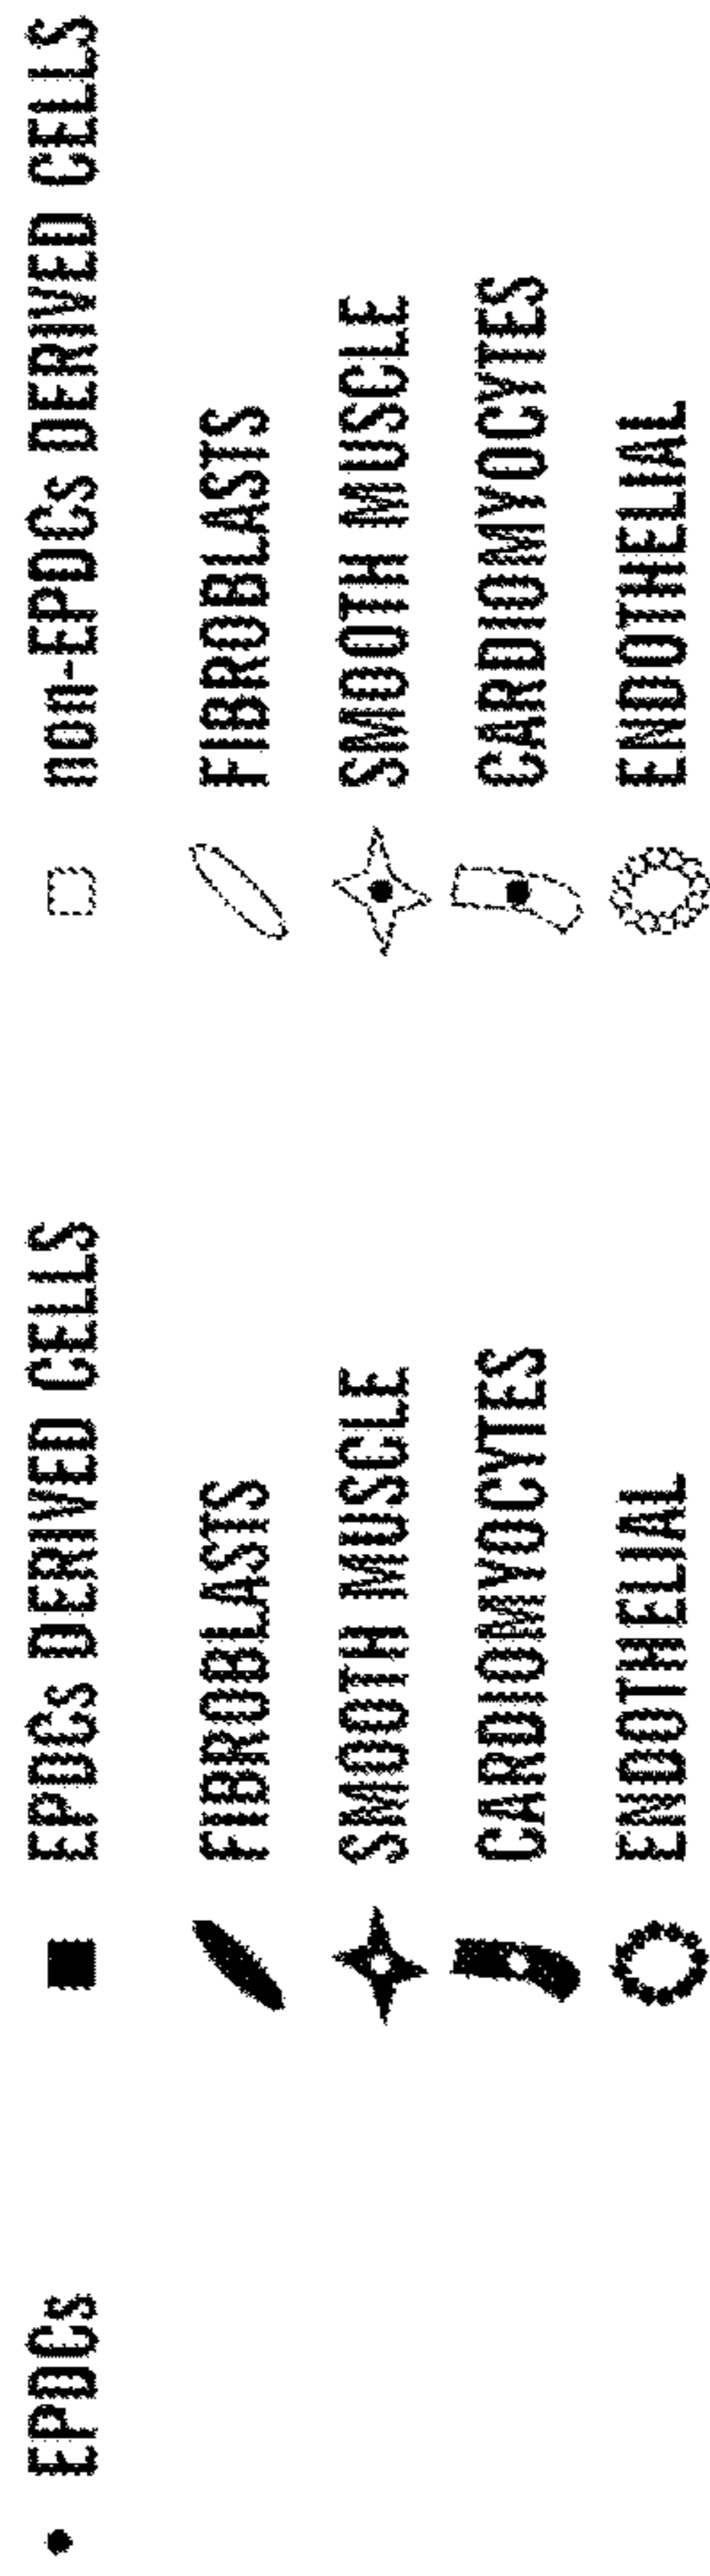 EPDCs
EPDCs DERIVED CELLS
FIBROBLASTS
SMOOTH MUSCLE
CARDIOMYOCYTES
ENDOTHELIAL
non-EPDCs DERIVED CELLS
FIBROBLASTS
SMOOTH MUSCLE
CARDIOMYOCYTES
ENDOTHELIAL